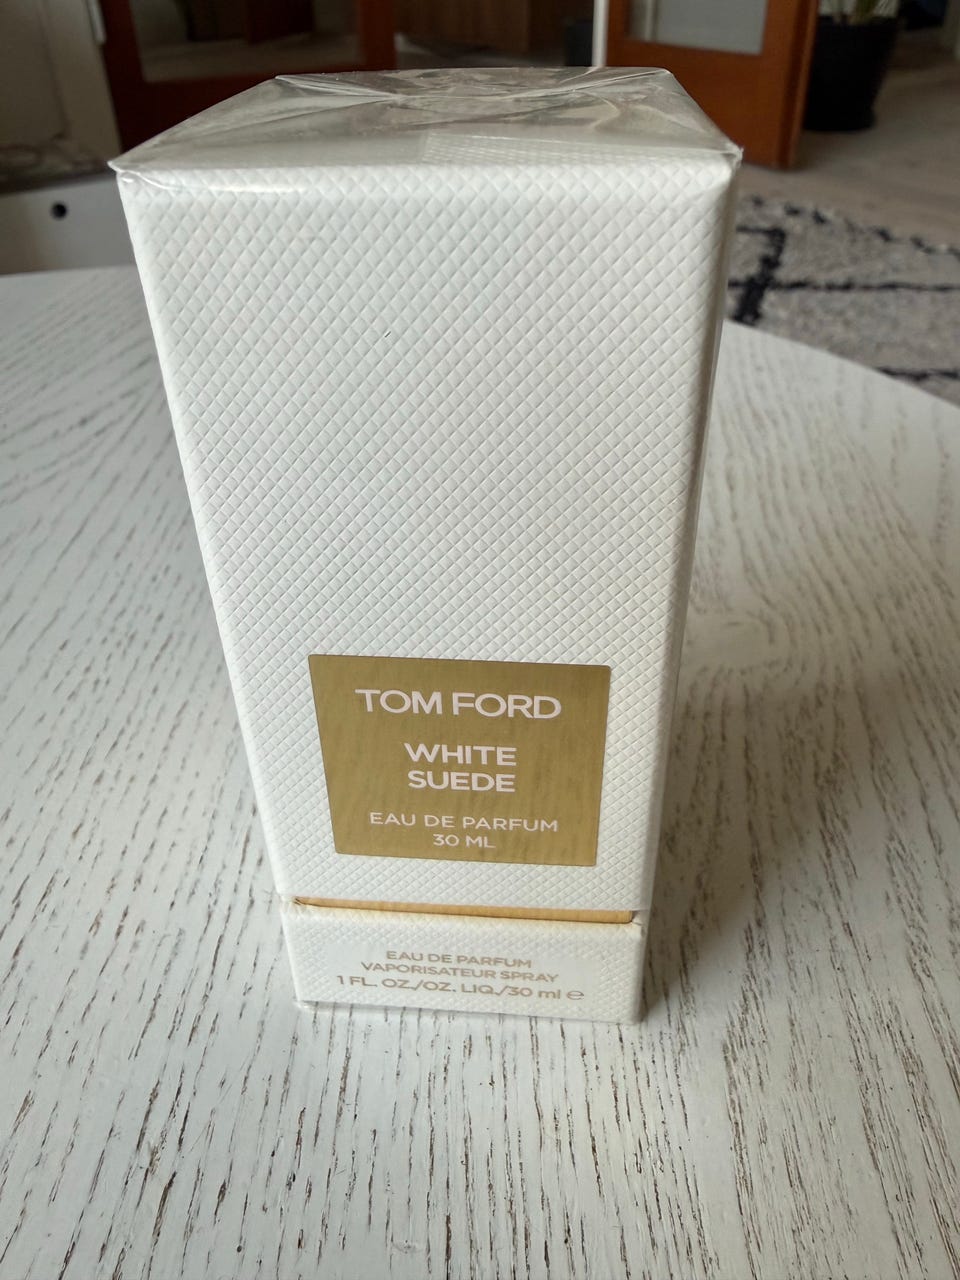 TOM FORD
WHITE
SUEDE
EAU DE PARFUM
30 ML
EAU DE PARFUM
VAPORISATEUR SPRAY
1 FL. OZ./OZ. LIQ./30 ml ℮